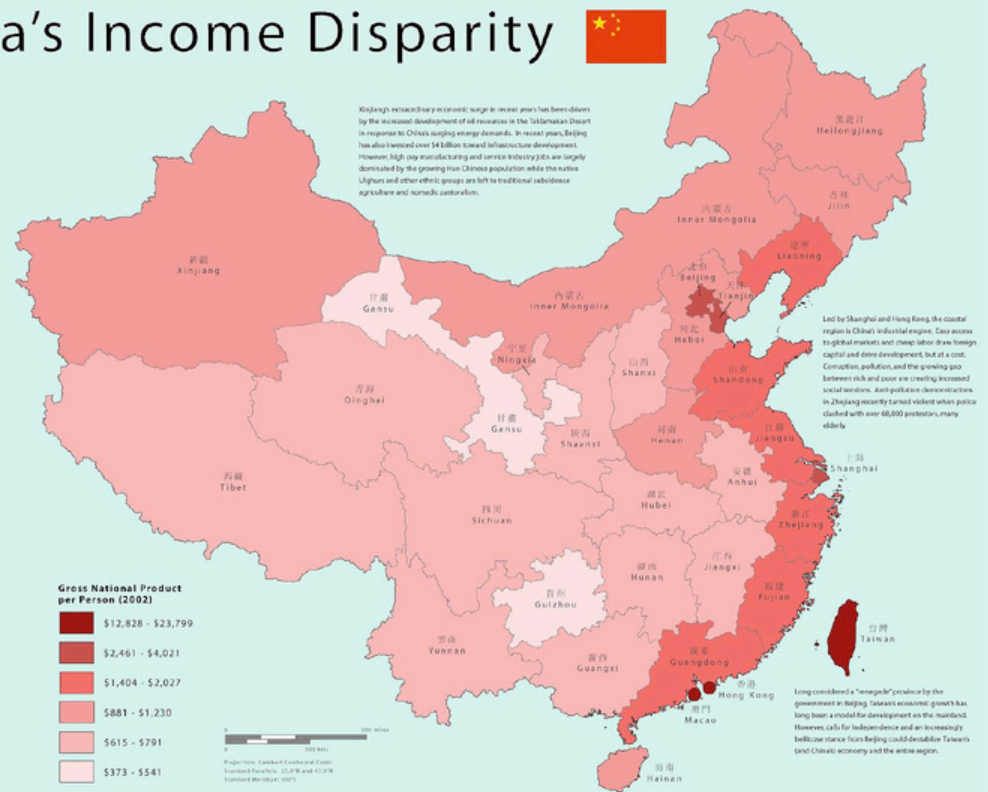 a's Income Disparity
Xinjiang's extraordinary economic surge in recent years has been driven
by the increased development of oil resources in the Taklamakan Desert
in response to China's surging energy demands. In recent years, Beijing
has also invested over $4 billion toward infrastructure development.
However, high pay manufacturing and service industry jobs are largely
dominated by the growing Han Chinese population while the native
Uighurs and other ethnic groups are left to traditional subsistence
agriculture and nomadic pastoralism.
黑龍江
Heilongjiang
吉林
Jilin
內蒙古
Inner Mongolia
遼寧
Liaoning
北京
Beijing
天津
Tianjin
新疆
Xinjiang
甘肅
Gansu
內蒙古
Inner Mongolia
河北
Hebei
寧夏
Ningxia
山西
Shanxi
山東
Shandong
Led by Shanghai and Hong Kong, the coastal
region is China's industrial engine. Easy access
to global markets and cheap labor draw foreign
capital and drive development, but at a cost.
Corruption, pollution, and the growing gap
between rich and poor are creating increased
social tensions. Anti-pollution demonstrations
in Zhejiang recently turned violent when police
clashed with over 60,000 protestors, many
elderly.
青海
Qinghai
甘肅
Gansu
陝西
Shaanxi
河南
Henan
江蘇
Jiangsu
上海
Shanghai
西藏
Tibet
安徽
Anhui
湖北
Hubei
四川
Sichuan
浙江
Zhejiang
江西
Jiangxi
湖南
Hunan
貴州
Guizhou
福建
Fujian
台灣
Taiwan
雲南
Yunnan
廣西
Guangxi
廣東
Guangdong
香港
Hong Kong
澳門
Macao
海南
Hainan
Long considered a "renegade" province by the
government in Beijing, Taiwan's economic growth has
long been a model for development on the mainland.
However, calls for independence and an increasingly
bellicose stance from Beijing could destabilize Taiwan's
(and China's) economy and the entire region.
Gross National Product
per Person (2002)
$12,828 - $23,799
$2,461 - $4,021
$1,404 - $2,027
$881 - $1,230
$615 - $791
$373 - $541
0 300 miles
0 300 kms
Projection: Lambert Conformal Conic
Standard Parallels:
Standard Meridian: